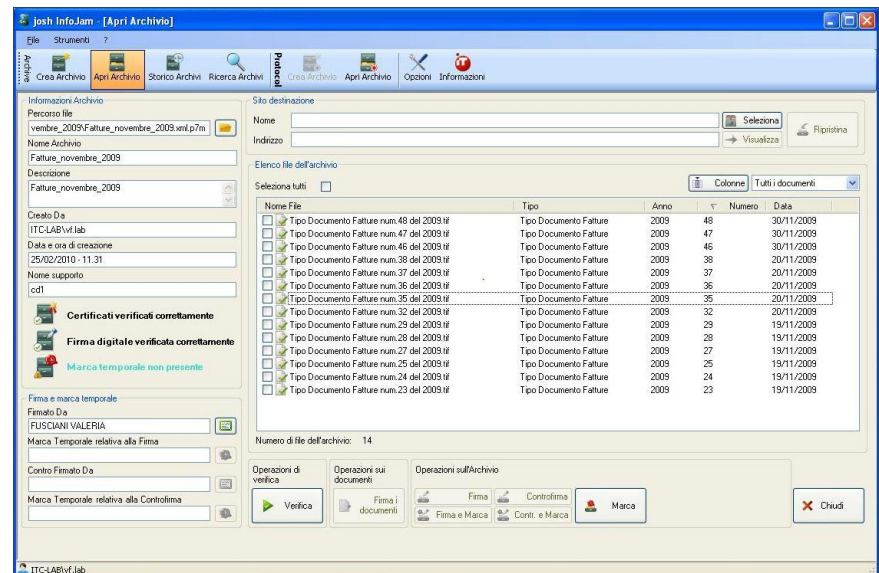 josh InfoJam - [Apri Archivio]
File Strumenti ?
Archive
Crea Archivio Apri Archivio Storico Archivi Ricerca Archivi
Protocol
Crea Archivio Apri Archivio Opzioni Informazioni
Informazioni Archivio
Percorso file
vembre_2009\Fatture_novembre_2009.xml.p7m
Nome Archivio
Fatture_novembre_2009
Descrizione
Fatture_novembre_2009
Creato Da
ITC-LAB\vf.lab
Data e ora di creazione
25/02/2010 - 11.31
Nome supporto
cd1
Certificati verificati correttamente
Firma digitale verificata correttamente
Marca temporale non presente
Firma e marca temporale
Firmato Da
FUSCIANI VALERIA
Marca Temporale relativa alla Firma
Contro Firmato Da
Marca Temporale relativa alla Controfirma
Sito destinazione
Nome Seleziona
Indirizzo Visualizza
Ripristina
Elenco file dell'archivio
Seleziona tutti Colonne Tutti i documenti
Nome File Tipo Anno Numero Data
Tipo Documento Fatture num.48 del 2009.tif Tipo Documento Fatture 2009 48 30/11/2009
Tipo Documento Fatture num.47 del 2009.tif Tipo Documento Fatture 2009 47 30/11/2009
Tipo Documento Fatture num.46 del 2009.tif Tipo Documento Fatture 2009 46 30/11/2009
Tipo Documento Fatture num.38 del 2009.tif Tipo Documento Fatture 2009 38 20/11/2009
Tipo Documento Fatture num.37 del 2009.tif Tipo Documento Fatture 2009 37 20/11/2009
Tipo Documento Fatture num.36 del 2009.tif Tipo Documento Fatture 2009 36 20/11/2009
Tipo Documento Fatture num.35 del 2009.tif Tipo Documento Fatture 2009 35 20/11/2009
Tipo Documento Fatture num.32 del 2009.tif Tipo Documento Fatture 2009 32 20/11/2009
Tipo Documento Fatture num.29 del 2009.tif Tipo Documento Fatture 2009 29 19/11/2009
Tipo Documento Fatture num.28 del 2009.tif Tipo Documento Fatture 2009 28 19/11/2009
Tipo Documento Fatture num.27 del 2009.tif Tipo Documento Fatture 2009 27 19/11/2009
Tipo Documento Fatture num.25 del 2009.tif Tipo Documento Fatture 2009 25 19/11/2009
Tipo Documento Fatture num.24 del 2009.tif Tipo Documento Fatture 2009 24 19/11/2009
Tipo Documento Fatture num.23 del 2009.tif Tipo Documento Fatture 2009 23 19/11/2009
Numero di file dell'archivio: 14
Operazioni di
verifica
Verifica
Operazioni sui
documenti
Firma i
documenti
Operazioni sull'Archivio
Firma Controfirma
Firma e Marca Contr. e Marca
Marca
Chiudi
ITC-LAB\vf.lab